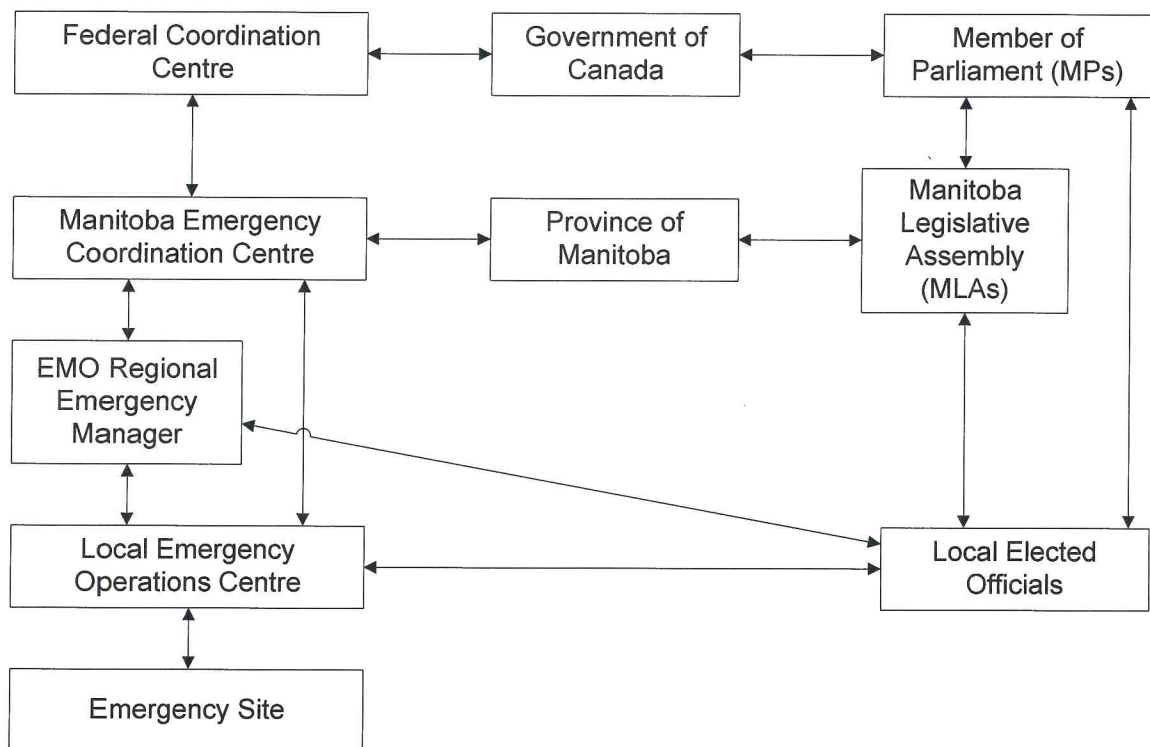 Federal Coordination
Centre
Government of
Canada
Member of
Parliament (MPs)
Manitoba Emergency
Coordination Centre
Province of
Manitoba
Manitoba
Legislative
Assembly
(MLAs)
EMO Regional
Emergency
Manager
Local Emergency
Operations Centre
Local Elected
Officials
Emergency Site